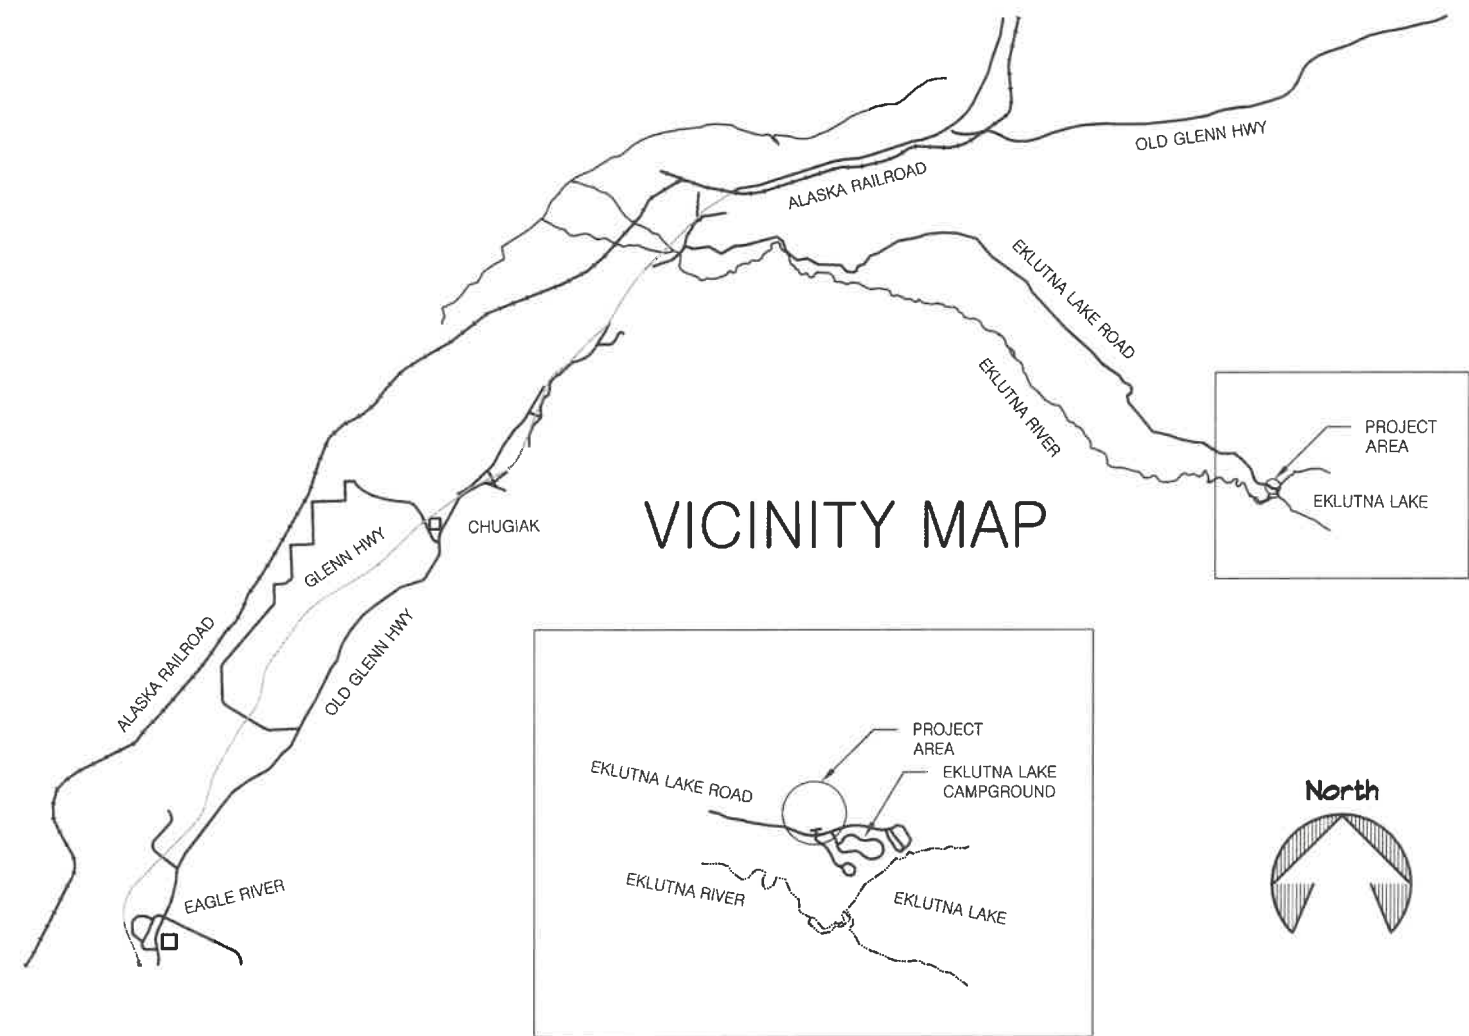 OLD GLENN HWY
ALASKA RAILROAD
EKLUTNA LAKE ROAD
EKLUTNA RIVER
PROJECT
AREA
EKLUTNA LAKE
VICINITY MAP
CHUGIAK
GLENN HWY
OLD GLENN HWY
ALASKA RAILROAD
EAGLE RIVER
PROJECT
AREA
EKLUTNA LAKE ROAD
EKLUTNA LAKE
CAMPGROUND
EKLUTNA RIVER
EKLUTNA LAKE
North